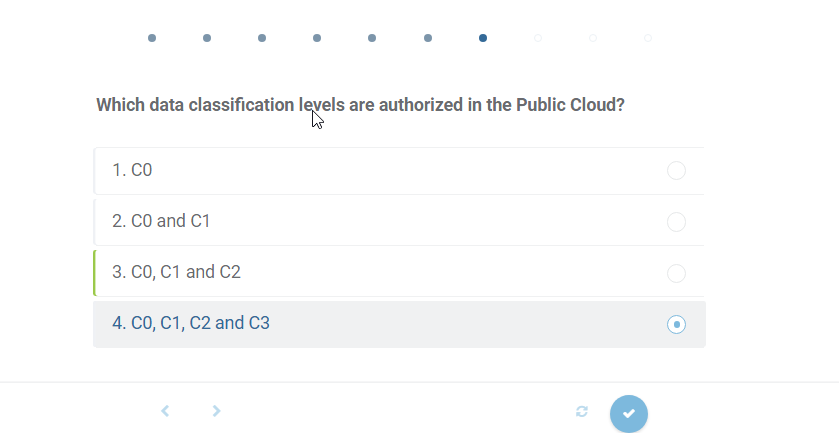 Which data classification levels are authorized in the Public Cloud?
1. C0
2. C0 and C1
3. C0, C1 and C2
4. C0, C1, C2 and C3